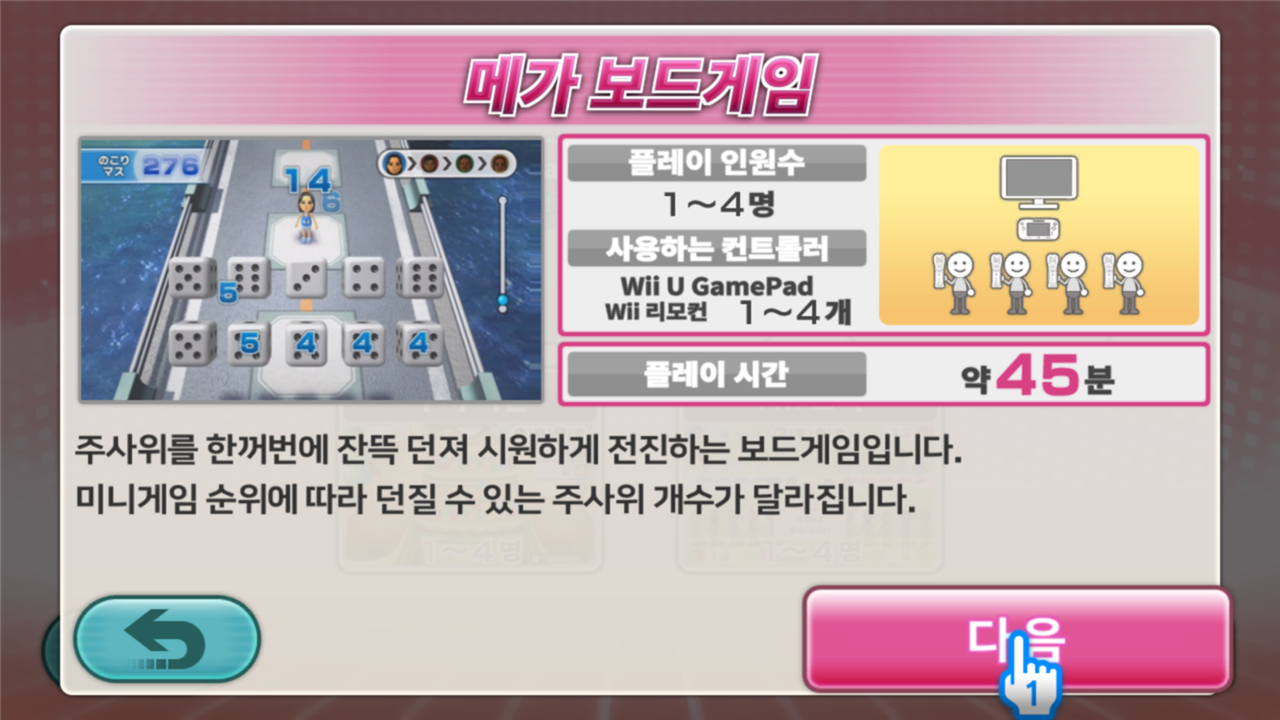 메가 보드게임
のこり
マス
276
14
6
5
5
4
4
4
플레이 인원수
1～4명
사용하는 컨트롤러
Wii U GamePad
Wii 리모컨 1～4개
플레이 시간
약 45분
주사위를 한꺼번에 잔뜩 던져 시원하게 전진하는 보드게임입니다.
미니게임 순위에 따라 던질 수 있는 주사위 개수가 달라집니다.
1～4명
1～4명
다음
1